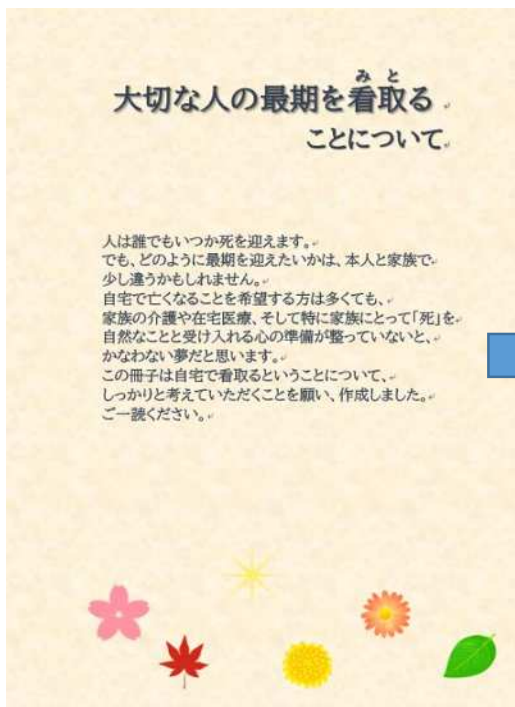 みと
大切な人の最期を看取る
ことについて
人は誰でもいつか死を迎えます。
でも、どのように最期を迎えたいかは、本人と家族で
少し違うかもしれません。
自宅で亡くなることを希望する方は多くても、
家族の介護や在宅医療、そして特に家族にとって「死」を
自然なことと受け入れる心の準備が整っていないと、
かなわない夢だと思います。
この冊子は自宅で看取るということについて、
しっかりと考えていただくことを願い、作成しました。
ご一読ください。